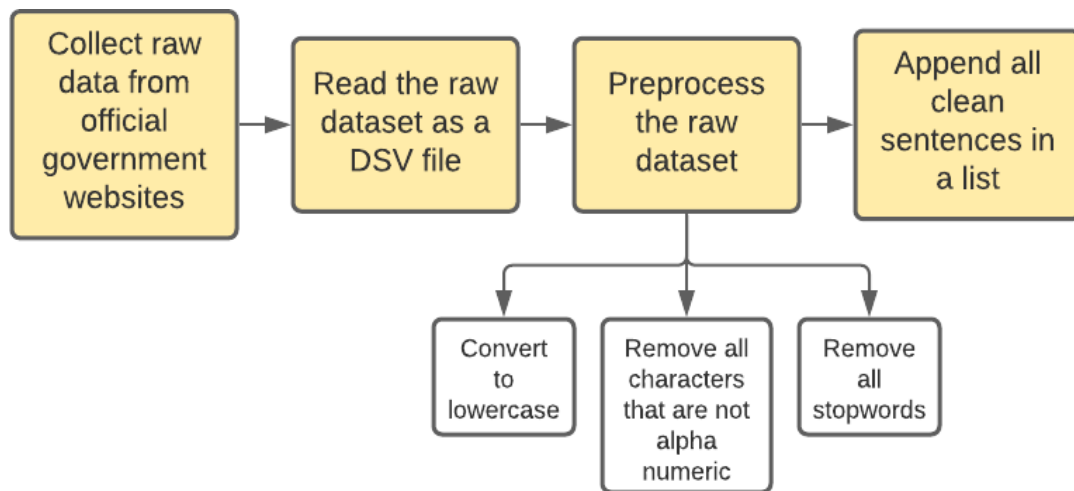 Collect raw
data from
official
government
websites
Read the raw
dataset as a
DSV file
Preprocess
the raw
dataset
Append all
clean
sentences in
a list
Convert
to
lowercase
Remove all
characters
that are not
alpha
numeric
Remove
all
stopwords